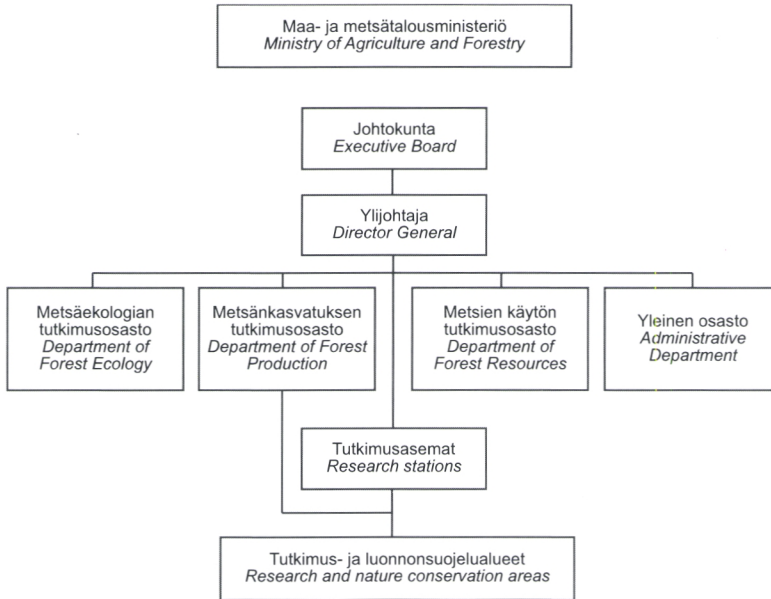 Maa- ja metsätalousministeriö
Ministry of Agriculture and Forestry
Johtokunta
Executive Board
Ylijohtaja
Director General
Metsäekologian
tutkimusosasto
Department of
Forest Ecology
Metsänkasvatuksen
tutkimusosasto
Department of Forest
Production
Metsien käytön
tutkimusosasto
Department of
Forest Resources
Yleinen osasto
Administrative
Department
Tutkimusasemat
Research stations
Tutkimus- ja luonnonsuojelualueet
Research and nature conservation areas